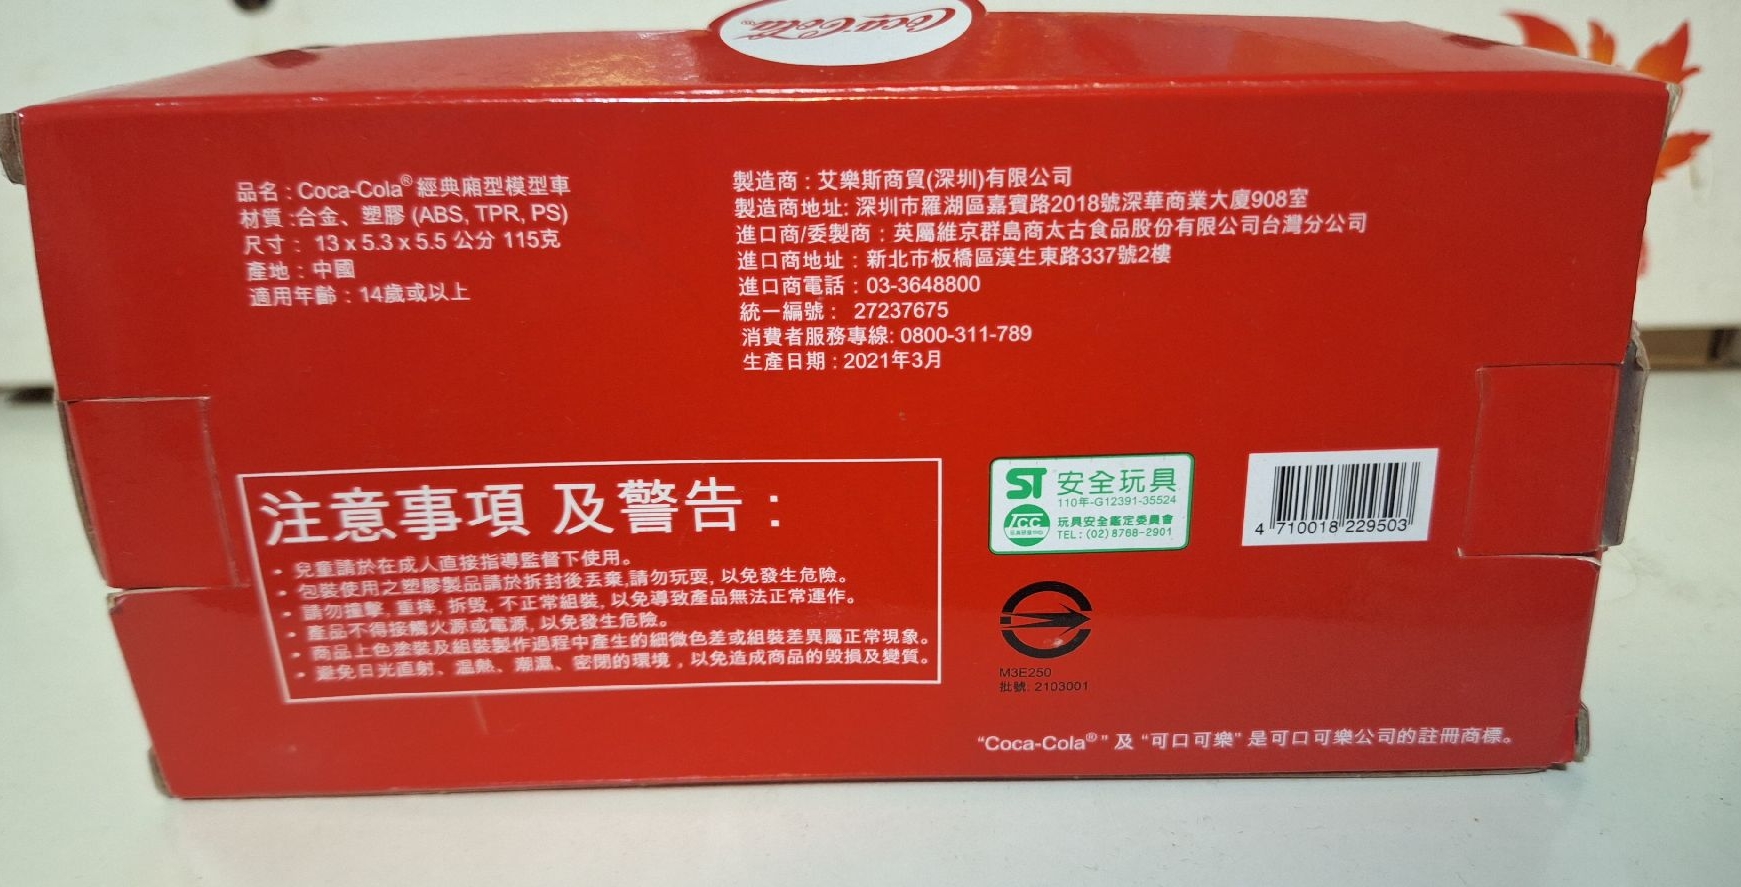 Coca-Cola®
品名 : Coca-Cola® 經典廂型模型車
材質 :合金、塑膠 (ABS, TPR, PS)
尺寸 : 13 x 5.3 x 5.5 公分 115克
產地 : 中國
適用年齡 : 14歲或以上
製造商 : 艾樂斯商貿(深圳)有限公司
製造商地址: 深圳市羅湖區嘉賓路2018號深華商業大廈908室
進口商/委製商 : 英屬維京群島商太古食品股份有限公司台灣分公司
進口商地址 : 新北市板橋區漢生東路337號2樓
進口商電話 : 03-3648800
統一編號 : 27237675
消費者服務專線: 0800-311-789
生產日期 : 2021年3月
注意事項 及警告 :
• 兒童請於在成人直接指導監督下使用。
• 包裝使用之塑膠製品請於拆封後丟棄,請勿玩耍, 以免發生危險。
• 請勿撞擊, 重摔, 拆毀, 不正常組裝, 以免導致產品無法正常運作。
• 產品不得接觸火源或電源, 以免發生危險。
• 商品上色塗裝及組裝製作過程中產生的細微色差或組裝差異屬正常現象。
• 避免日光直射、溫熱、潮濕、密閉的環境，以免造成商品的毀損及變質。
ST 安全玩具
110年-G12391-35524
玩具安全鑑定委員會
TEL : (02) 8768-2901
4 710018 229503
M3E250
批號: 2103001
"Coca-Cola®" 及 "可口可樂" 是可口可樂公司的註冊商標。